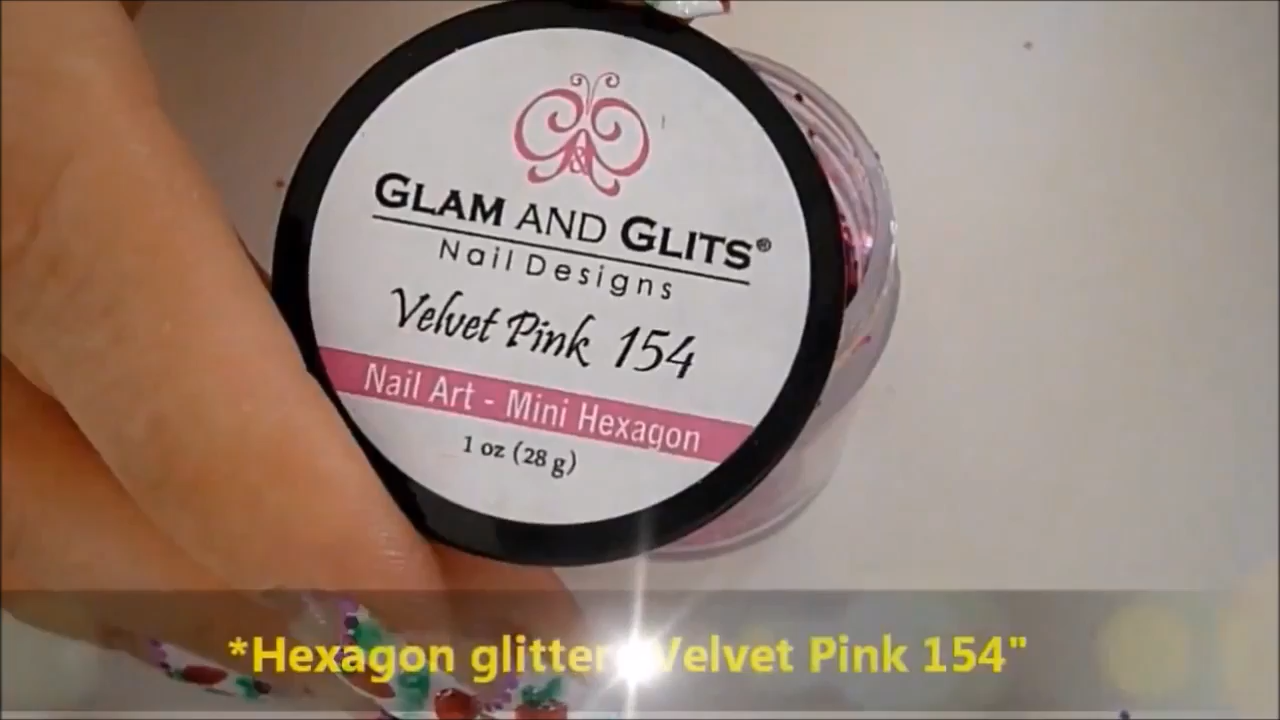 GLAM AND GLITS®
Nail Designs
Velvet Pink 154
Nail Art - Mini Hexagon
1 oz (28 g)
*Hexagon glitter Velvet Pink 154"